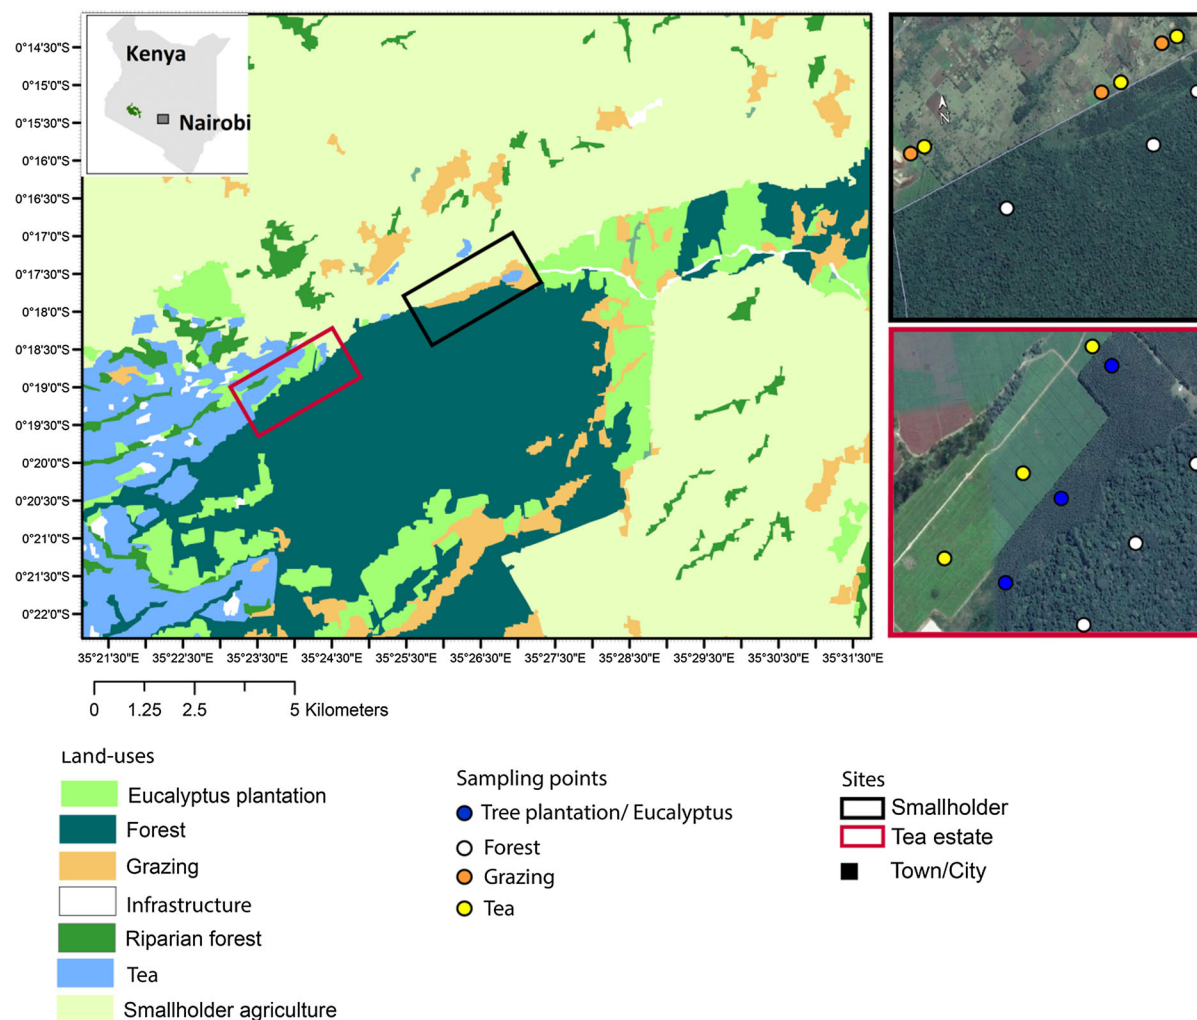 Kenya
Nairobi
0°14'30"S
0°15'0"S
0°15'30"S
0°16'0"S
0°16'30"S
0°17'0"S
0°17'30"S
0°18'0"S
0°18'30"S
0°19'0"S
0°19'30"S
0°20'0"S
0°20'30"S
0°21'0"S
0°21'30"S
0°22'0"S
35°21'30"E 35°22'30"E 35°23'30"E 35°24'30"E 35°25'30"E 35°26'30"E 35°27'30"E 35°28'30"E 35°29'30"E 35°30'30"E 35°31'30"E
N
0 1.25 2.5 5 Kilometers
Land-uses
Eucalyptus plantation
Forest
Grazing
Infrastructure
Riparian forest
Tea
Smallholder agriculture
Sampling points
Tree plantation/ Eucalyptus
Forest
Grazing
Tea
Sites
Smallholder
Tea estate
Town/City